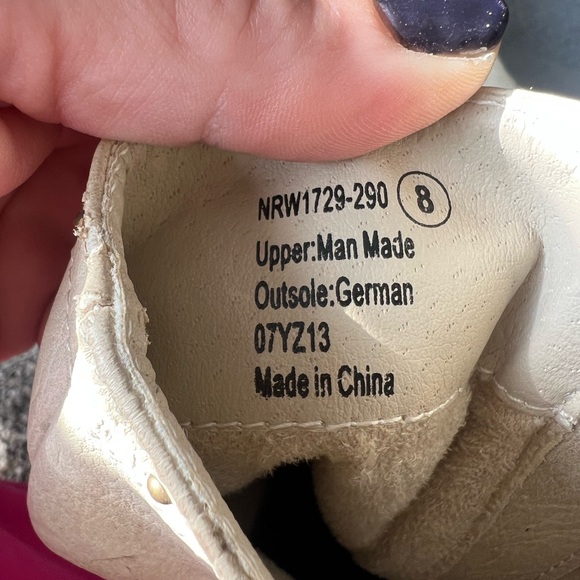 NRW1729-290 8
Upper:Man Made
Outsole:German
07YZ13
Made in China